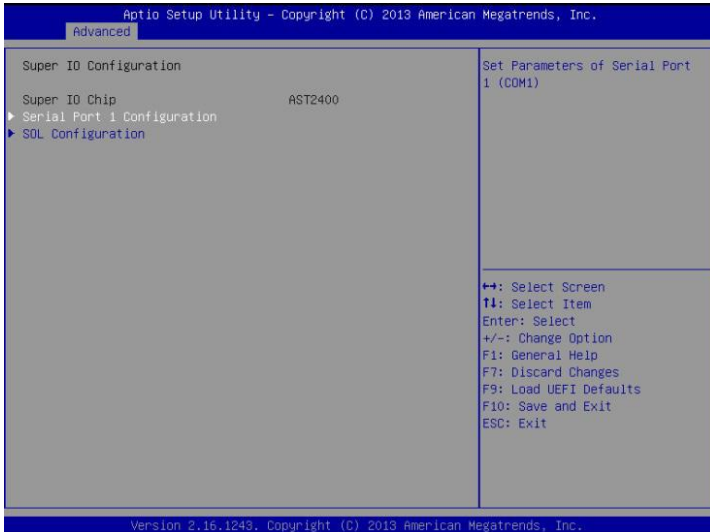 Aptio Setup Utility – Copyright (C) 2013 American Megatrends, Inc.
Advanced
Super IO Configuration
Super IO Chip AST2400
▶ Serial Port 1 Configuration
▶ SOL Configuration
Set Parameters of Serial Port
1 (COM1)
↔: Select Screen
↑↓: Select Item
Enter: Select
+/-: Change Option
F1: General Help
F7: Discard Changes
F9: Load UEFI Defaults
F10: Save and Exit
ESC: Exit
Version 2.16.1243. Copyright (C) 2013 American Megatrends, Inc.